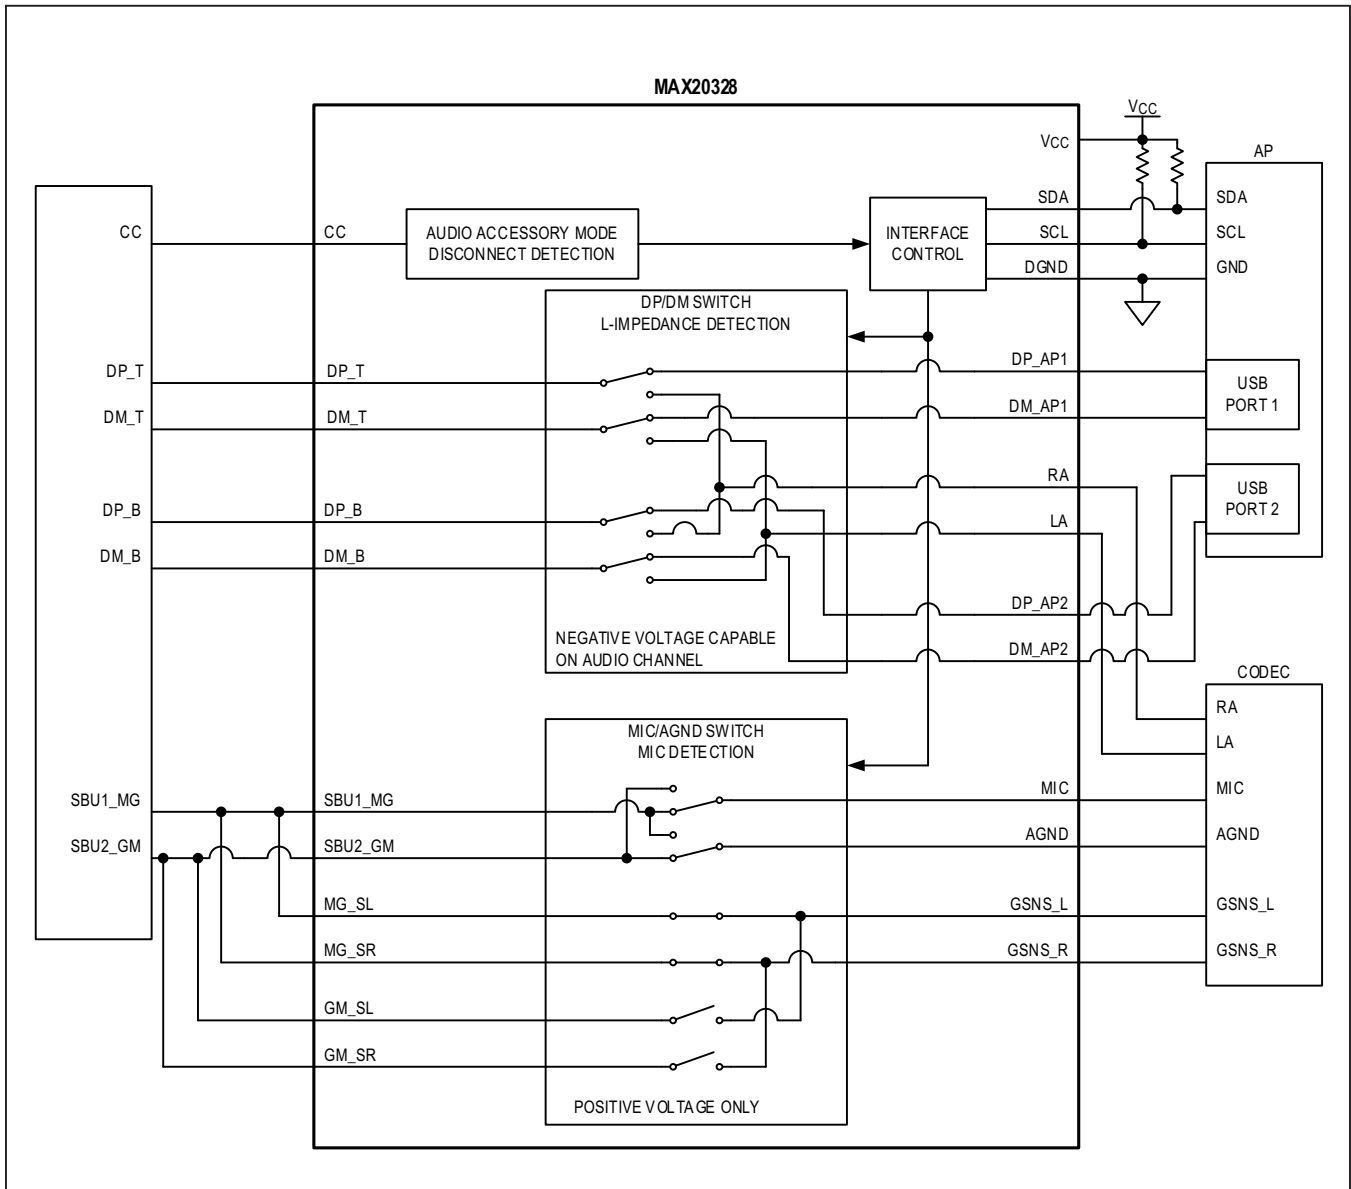 MAX20328
VCC
VCC
AP
SDA
SDA
CC
CC
AUDIO ACCESSORY MODE
DISCONNECT DETECTION
INTERFACE
CONTROL
SCL
SCL
DGND
GND
DP/DM SWITCH
L-IMPEDANCE DETECTION
DP_T
DP_T
DP_AP1
USB
PORT 1
DM_T
DM_T
DM_AP1
RA
USB
PORT 2
DP_B
DP_B
LA
DM_B
DM_B
DP_AP2
NEGATIVE VOLTAGE CAPABLE
ON AUDIO CHANNEL
DM_AP2
CODEC
RA
MIC/AGND SWITCH
MIC DETECTION
LA
SBU1_MG
SBU1_MG
MIC
MIC
SBU2_GM
SBU2_GM
AGND
AGND
MG_SL
GSNS_L
GSNS_L
MG_SR
GSNS_R
GSNS_R
GM_SL
GM_SR
POSITIVE VOLTAGE ONLY